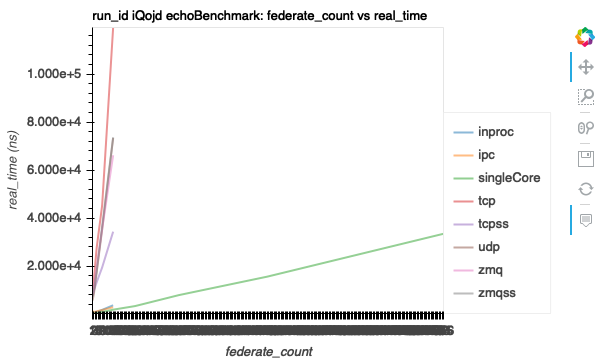 run_id iQojd echoBenchmark: federate_count vs real_time
real_time (ns)
1.000e+5
8.000e+4
6.000e+4
4.000e+4
2.000e+4
inproc
ipc
singleCore
tcp
tcpss
udp
zmq
zmqss
federate_count